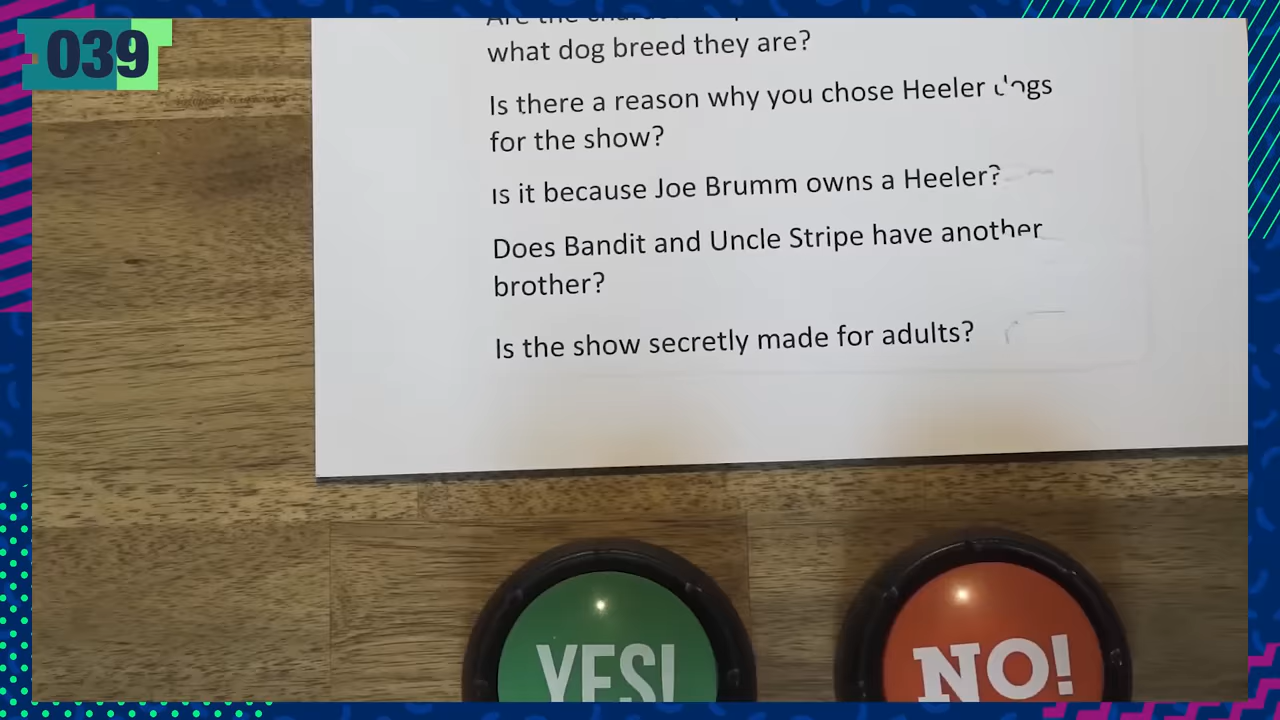 039
Are the
what dog breed they are?
Is there a reason why you chose Heeler dogs
for the show?
Is it because Joe Brumm owns a Heeler?
Does Bandit and Uncle Stripe have another
brother?
Is the show secretly made for adults?
YES!
NO!